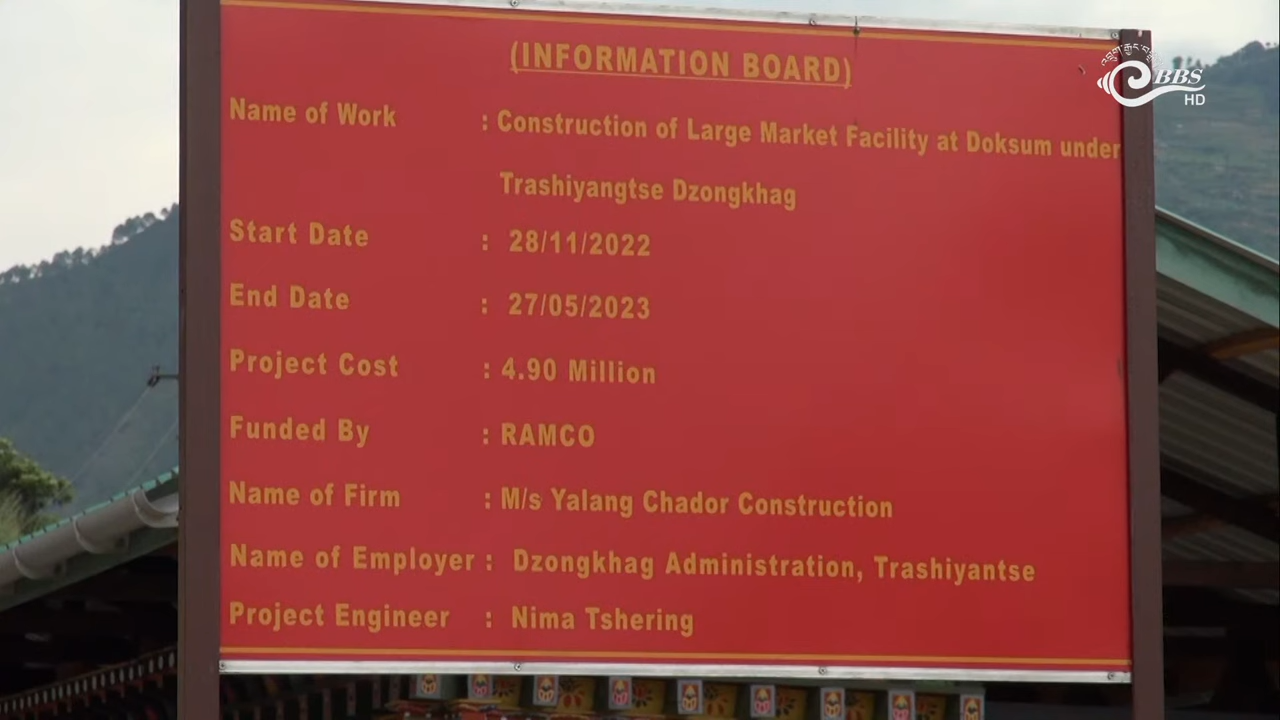 (INFORMATION BOARD)
Name of Work : Construction of Large Market Facility at Doksum under
Trashiyangtse Dzongkhag
Start Date : 28/11/2022
End Date : 27/05/2023
Project Cost : 4.90 Million
Funded By : RAMCO
Name of Firm : M/s Yalang Chador Construction
Name of Employer : Dzongkhag Administration, Trashiyantse
Project Engineer : Nima Tshering
BBS
HD